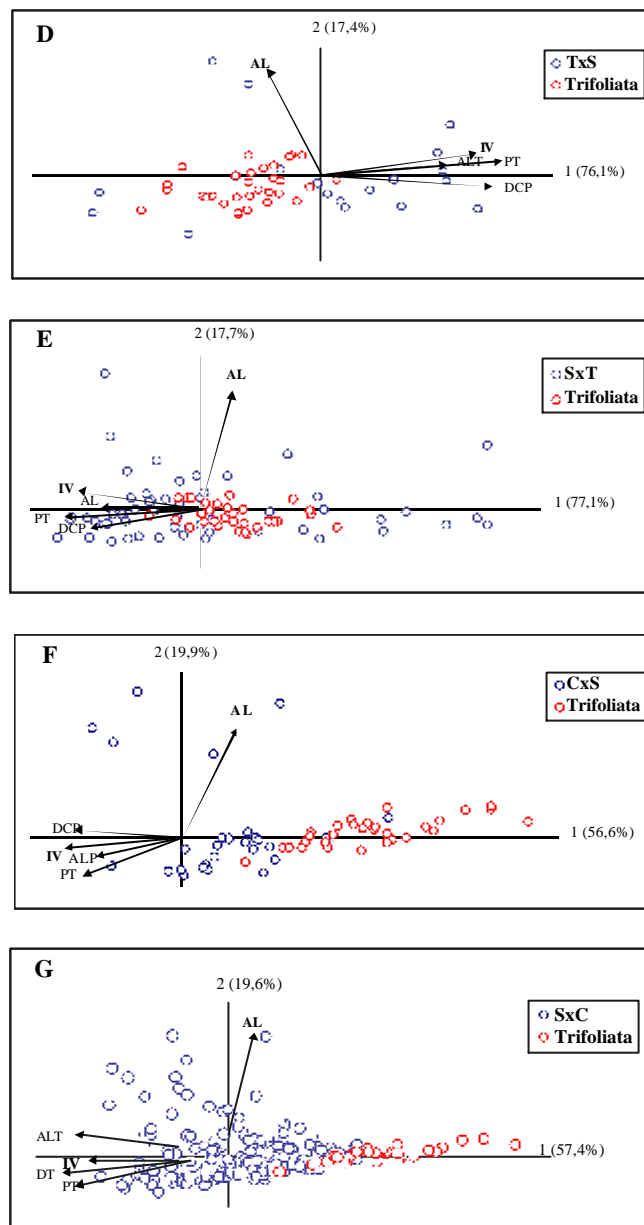 D
2 (17,4%)
AL
TxS
Trifoliata
IV
ALT
PT
1 (76,1%)
DCP
E
2 (17,7%)
AL
SxT
Trifoliata
IV
AL
1 (77,1%)
PT
DCP
F
2 (19,9%)
CxS
AL
Trifoliata
DCP
1 (56,6%)
IV
ALP
PT
G
2 (19,6%)
SxC
AL
Trifoliata
ALT
1 (57,4%)
IV
DT
PT